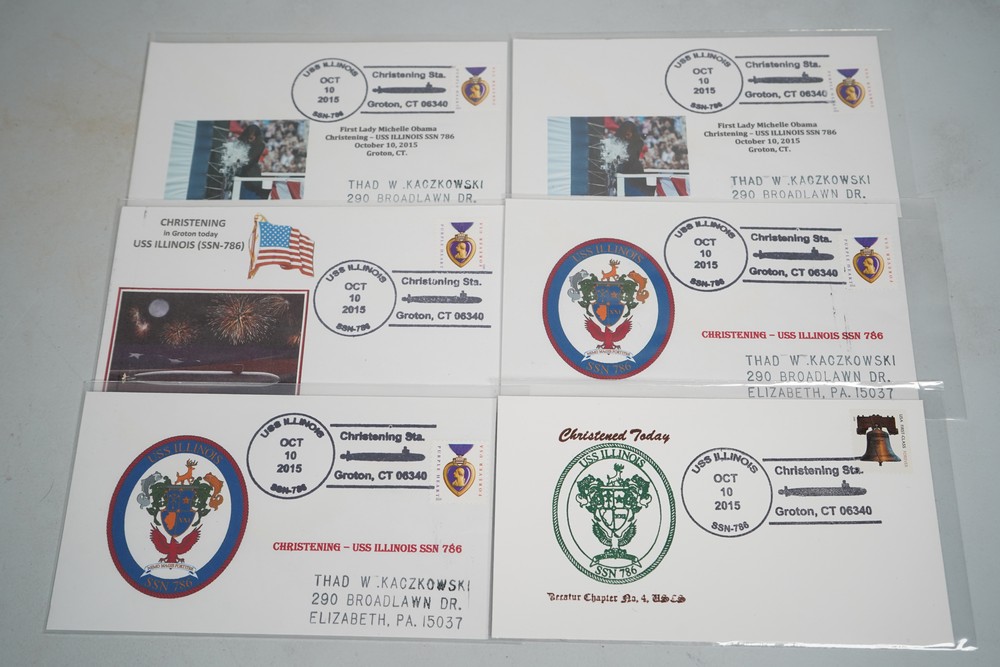 USS ILLINOIS
OCT
10
2015
SSN-786
Christening Sta.
Groton, CT 06340
First Lady Michelle Obama
Christening – USS ILLINOIS SSN 786
October 10, 2015
Groton, CT.
THAD W.KACZKOWSKI
290 BROADLAWN DR.
USS ILLINOIS
OCT
10
2015
SSN-786
Christening Sta.
Groton, CT 06340
First Lady Michelle Obama
Christening – USS ILLINOIS SSN 786
October 10, 2015
Groton, CT.
THAD W.KACZKOWSKI
290 BROADLAWN DR.
CHRISTENING
in Groton today
USS ILLINOIS (SSN-786)
USS ILLINOIS
OCT
10
2015
SSN-786
Christening Sta.
Groton, CT 06340
USS ILLINOIS
SSN 786
USS ILLINOIS
OCT
10
2015
SSN-786
Christening Sta.
Groton, CT 06340
CHRISTENING – USS ILLINOIS SSN 786
THAD W.KACZKOWSKI
290 BROADLAWN DR.
ELIZABETH, PA. 15037
USS ILLINOIS
SSN 786
USS ILLINOIS
OCT
10
2015
SSN-786
Christening Sta.
Groton, CT 06340
CHRISTENING – USS ILLINOIS SSN 786
THAD W.KACZKOWSKI
290 BROADLAWN DR.
ELIZABETH, PA. 15037
Christened Today
USS ILLINOIS
SSN 786
Decatur Chapter No. 4, USCS
USS ILLINOIS
OCT
10
2015
SSN-786
Christening Sta.
Groton, CT 06340